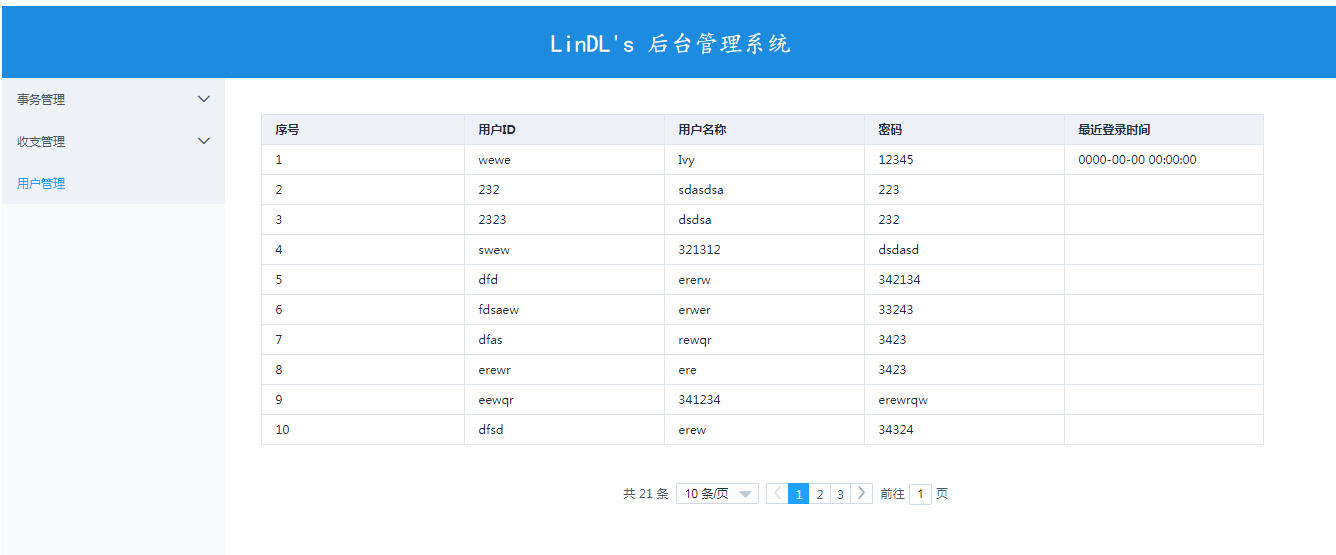 LinDL's 后台管理系统
事务管理
收支管理
用户管理
序号 用户ID 用户名称 密码 最近登录时间
1 wewe Ivy 12345 0000-00-00 00:00:00
2 232 sdasdsa 223
3 2323 dsdsa 232
4 swew 321312 dsdasd
5 dfd ererw 342134
6 fdsaew erwer 33243
7 dfas rewqr 3423
8 erewr ere 3423
9 eewqr 341234 erewrqw
10 dfsd erew 34324
共 21 条 10 条/页 1 2 3 前往 1 页